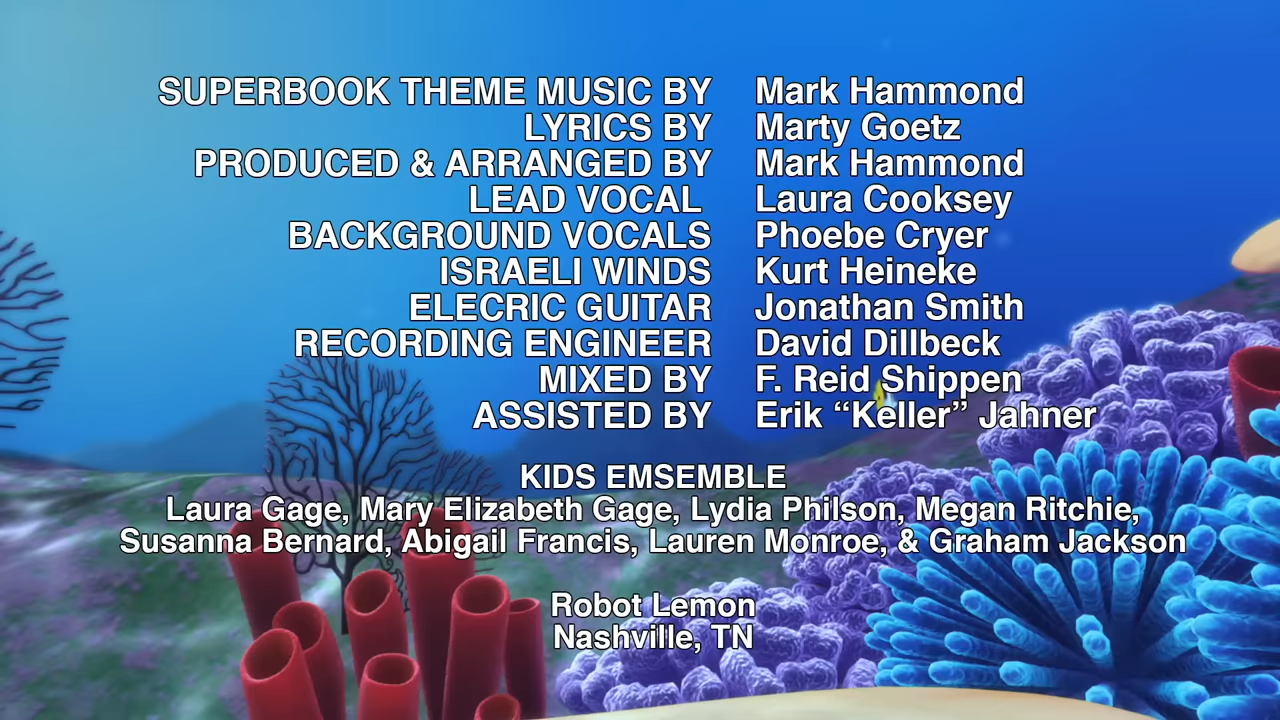 SUPERBOOK THEME MUSIC BY Mark Hammond
LYRICS BY Marty Goetz
PRODUCED & ARRANGED BY Mark Hammond
LEAD VOCAL Laura Cooksey
BACKGROUND VOCALS Phoebe Cryer
ISRAELI WINDS Kurt Heineke
ELECRIC GUITAR Jonathan Smith
RECORDING ENGINEER David Dillbeck
MIXED BY F. Reid Shippen
ASSISTED BY Erik “Keller” Jahner
KIDS EMSEMBLE
Laura Gage, Mary Elizabeth Gage, Lydia Philson, Megan Ritchie,
Susanna Bernard, Abigail Francis, Lauren Monroe, & Graham Jackson
Robot Lemon
Nashville, TN